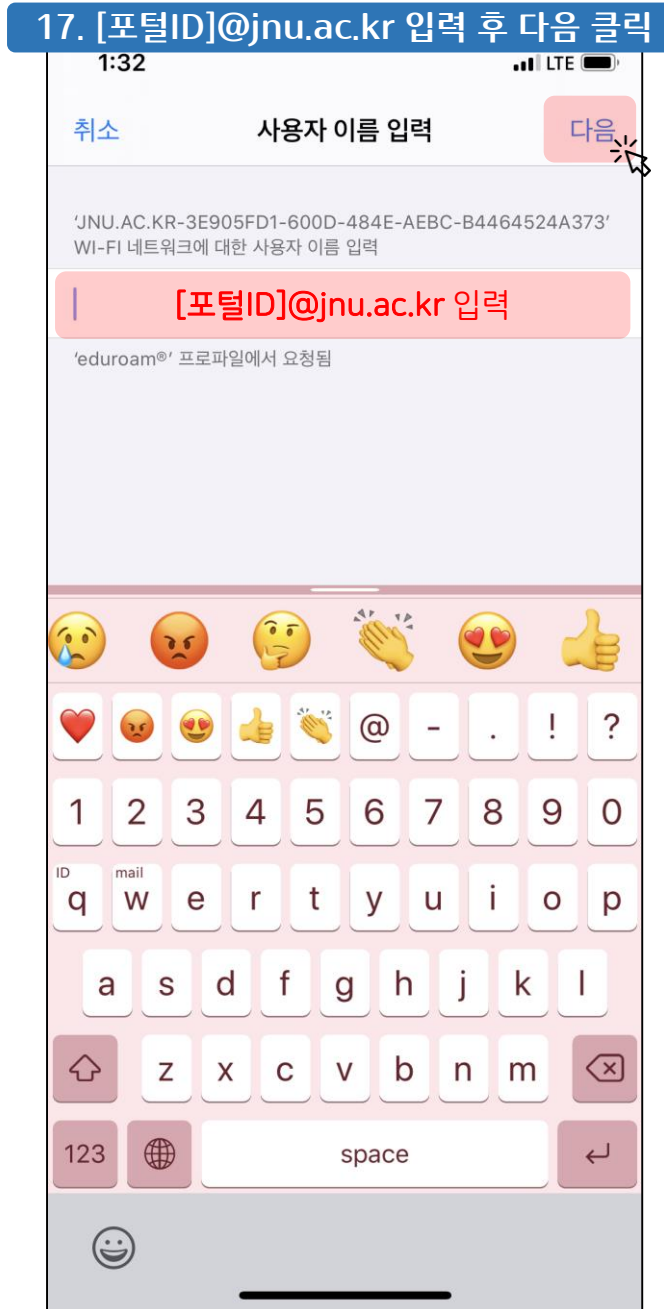 17. [포털ID]@jnu.ac.kr 입력 후 다음 클릭
1:32 LTE
취소 사용자 이름 입력 다음
‘JNU.AC.KR-3E905FD1-600D-484E-AEBC-B4464524A373’
WI-FI 네트워크에 대한 사용자 이름 입력
[포털ID]@jnu.ac.kr 입력
‘eduroam®’ 프로파일에서 요청됨
@ - . ! ?
1 2 3 4 5 6 7 8 9 0
ID mail
q w e r t y u i o p
a s d f g h j k l
z x c v b n m
123 space